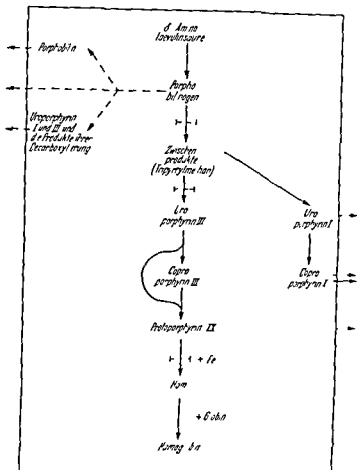 δ Amino
laevulinsäure
Porphobilin
Porpho
bilinogen
Uroporphyrin
I und III und
die Produkte ihrer
Decarboxylierung
Zwischen
produkte
(Tripyrrylmethan)
Uro
porphyrin III
Uro
porphyrin I
Copro
porphyrin III
Copro
porphyrin I
Protoporphyrin IX
+ Fe
Häm
+ Globin
Hämoglobin